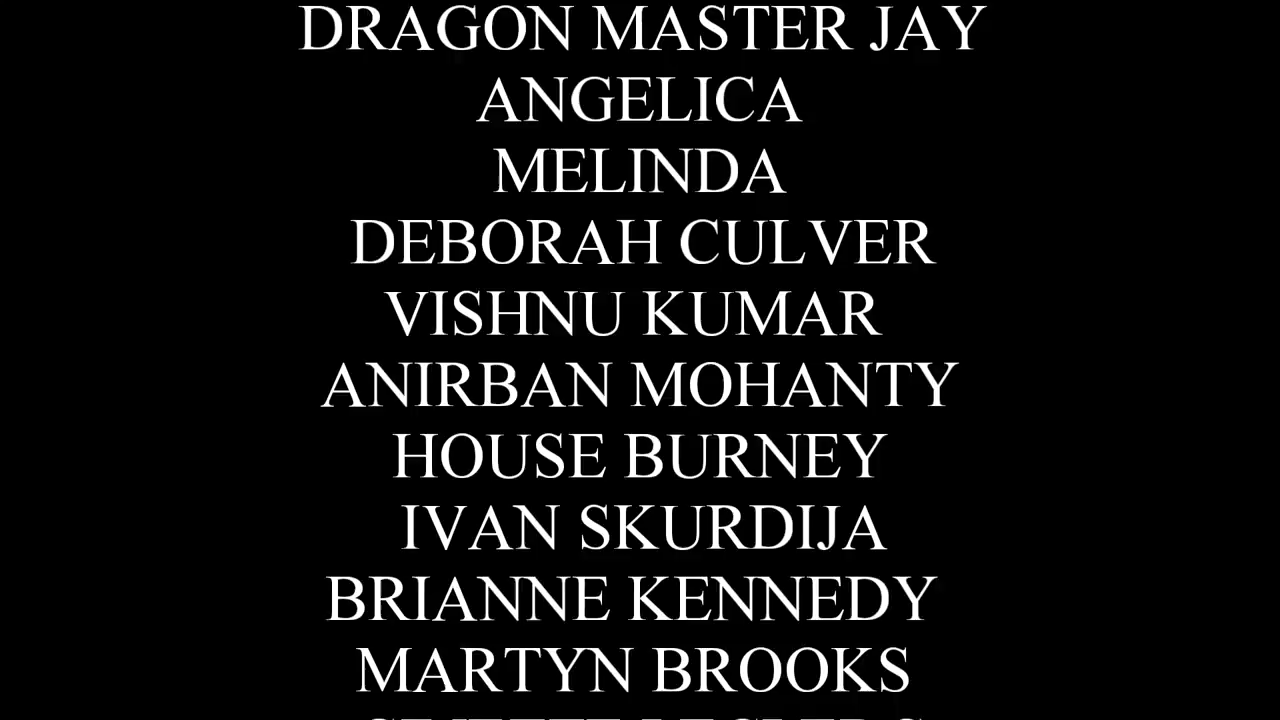 DRAGON MASTER JAY
ANGELICA
MELINDA
DEBORAH CULVER
VISHNU KUMAR
ANIRBAN MOHANTY
HOUSE BURNEY
IVAN SKURDIJA
BRIANNE KENNEDY
MARTYN BROOKS